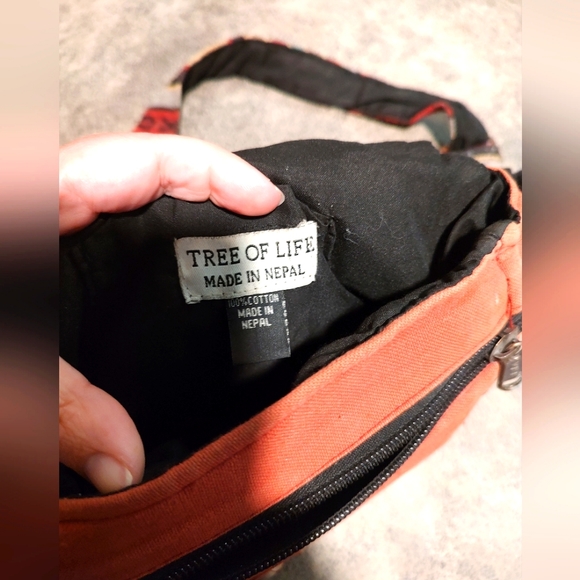 TREE OF LIFE
MADE IN NEPAL
100%COTTON
MADE IN
NEPAL